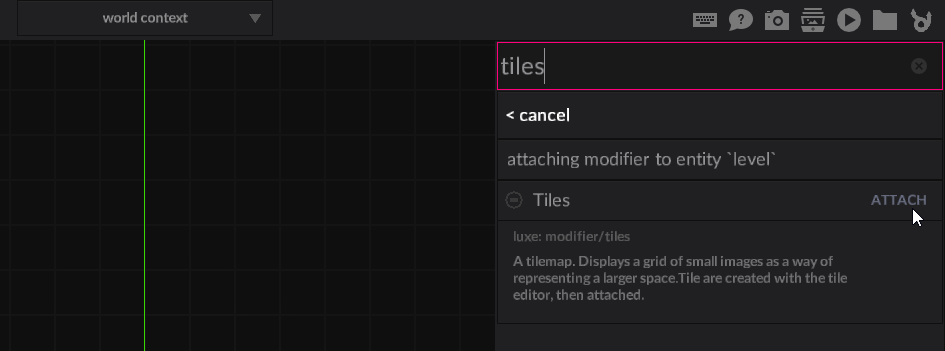 world context
tiles
< cancel
attaching modifier to entity `level`
Tiles ATTACH
luxe: modifier/tiles
A tilemap. Displays a grid of small images as a way of
representing a larger space.Tile are created with the tile
editor, then attached.